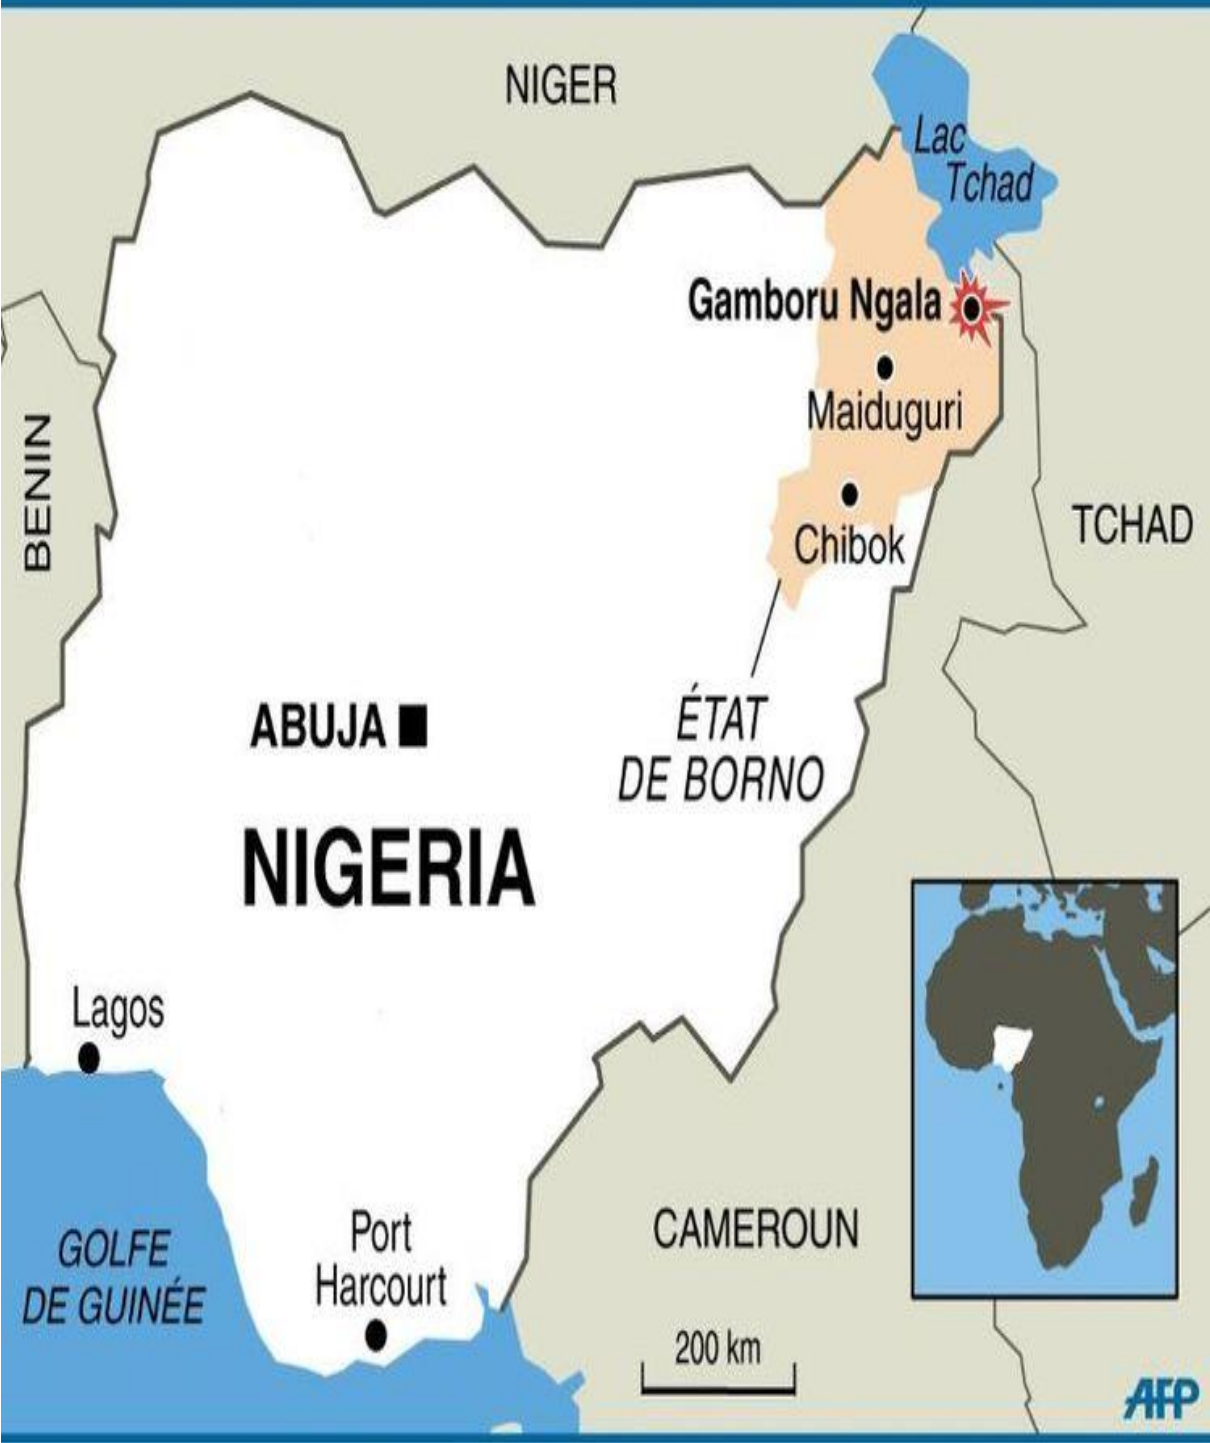 NIGER
Lac
Tchad
Gamboru Ngala
Maiduguri
BENIN
TCHAD
Chibok
ABUJA
ÉTAT
DE BORNO
NIGERIA
Lagos
GOLFE
DE GUINÉE
Port
Harcourt
CAMEROUN
200 km
AFP